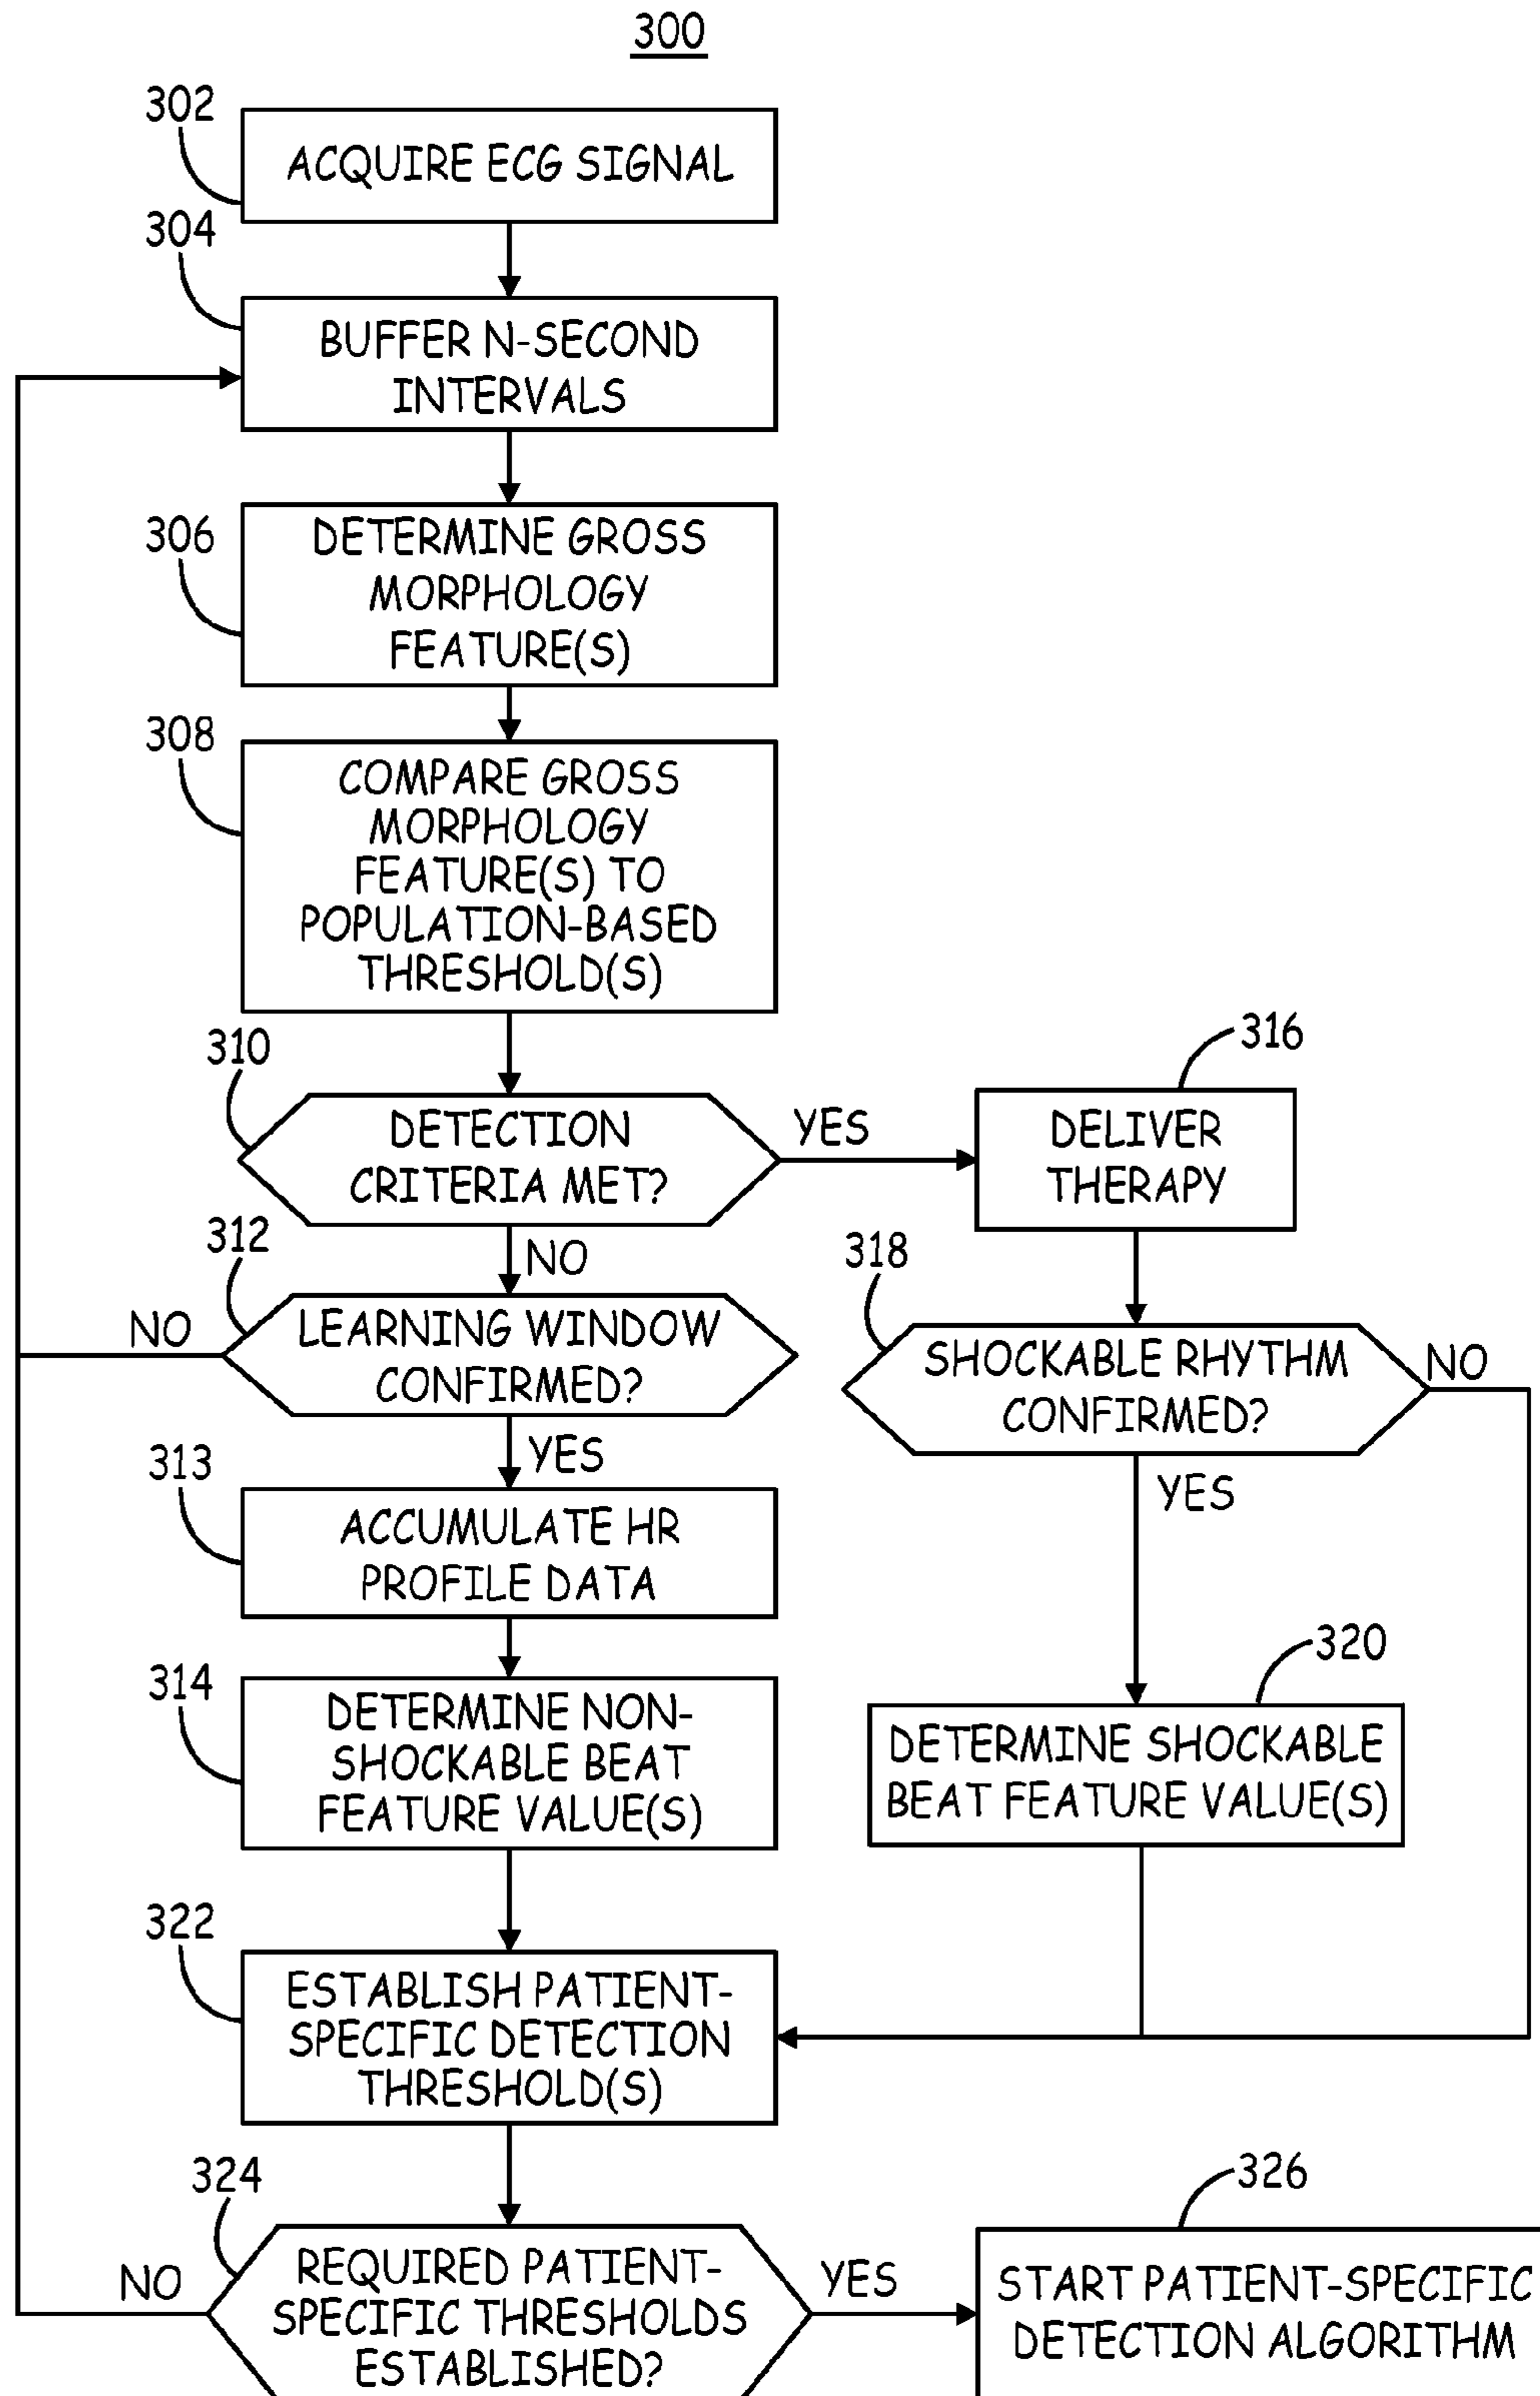 300
302
ACQUIRE ECG SIGNAL
304
BUFFER N-SECOND
INTERVALS
306
DETERMINE GROSS
MORPHOLOGY
FEATURE(S)
308
COMPARE GROSS
MORPHOLOGY
FEATURE(S) TO
POPULATION-BASED
THRESHOLD(S)
310
DETECTION
CRITERIA MET?
YES
NO
316
DELIVER
THERAPY
312
LEARNING WINDOW
CONFIRMED?
NO
YES
318
SHOCKABLE RHYTHM
CONFIRMED?
NO
YES
313
ACCUMULATE HR
PROFILE DATA
314
DETERMINE NON-
SHOCKABLE BEAT
FEATURE VALUE(S)
320
DETERMINE SHOCKABLE
BEAT FEATURE VALUE(S)
322
ESTABLISH PATIENT-
SPECIFIC DETECTION
THRESHOLD(S)
324
REQUIRED PATIENT-
SPECIFIC THRESHOLDS
ESTABLISHED?
NO
YES
326
START PATIENT-SPECIFIC
DETECTION ALGORITHM